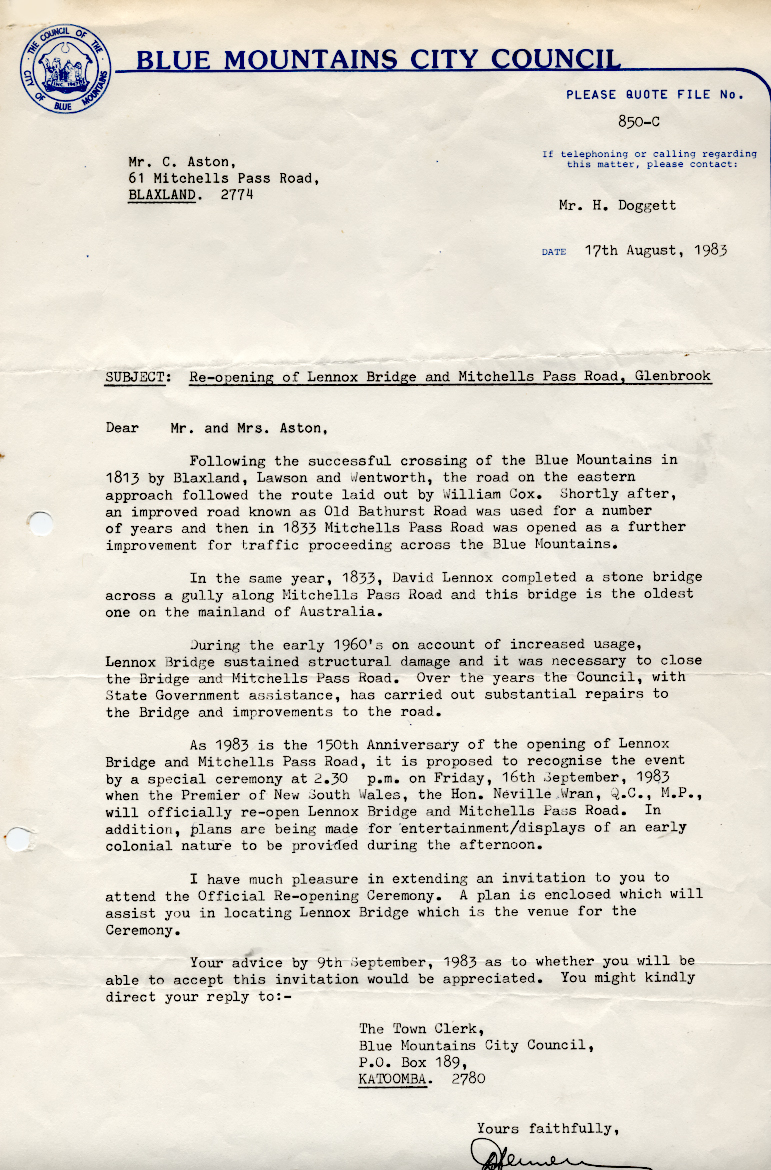 THE COUNCIL OF THE CITY OF BLUE MOUNTAINS
BLUE MOUNTAINS CITY COUNCIL
PLEASE QUOTE FILE No.
850-C
If telephoning or calling regarding
this matter, please contact:
Mr. H. Doggett
DATE 17th August, 1983
Mr. C. Aston,
61 Mitchells Pass Road,
BLAXLAND. 2774
SUBJECT: Re-opening of Lennox Bridge and Mitchells Pass Road, Glenbrook
Dear Mr. and Mrs. Aston,
Following the successful crossing of the Blue Mountains in
1813 by Blaxland, Lawson and Wentworth, the road on the eastern
approach followed the route laid out by William Cox. Shortly after,
an improved road known as Old Bathurst Road was used for a number
of years and then in 1833 Mitchells Pass Road was opened as a further
improvement for traffic proceeding across the Blue Mountains.
In the same year, 1833, David Lennox completed a stone bridge
across a gully along Mitchells Pass Road and this bridge is the oldest
one on the mainland of Australia.
During the early 1960's on account of increased usage,
Lennox Bridge sustained structural damage and it was necessary to close
the Bridge and Mitchells Pass Road. Over the years the Council, with
State Government assistance, has carried out substantial repairs to
the Bridge and improvements to the road.
As 1983 is the 150th Anniversary of the opening of Lennox
Bridge and Mitchells Pass Road, it is proposed to recognise the event
by a special ceremony at 2.30 p.m. on Friday, 16th September, 1983
when the Premier of New South Wales, the Hon. Neville Wran, Q.C., M.P.,
will officially re-open Lennox Bridge and Mitchells Pass Road. In
addition, plans are being made for entertainment/displays of an early
colonial nature to be provided during the afternoon.
I have much pleasure in extending an invitation to you to
attend the Official Re-opening Ceremony. A plan is enclosed which will
assist you in locating Lennox Bridge which is the venue for the
Ceremony.
Your advice by 9th September, 1983 as to whether you will be
able to accept this invitation would be appreciated. You might kindly
direct your reply to:-
The Town Clerk,
Blue Mountains City Council,
P.O. Box 189,
KATOOMBA. 2780
Yours faithfully,